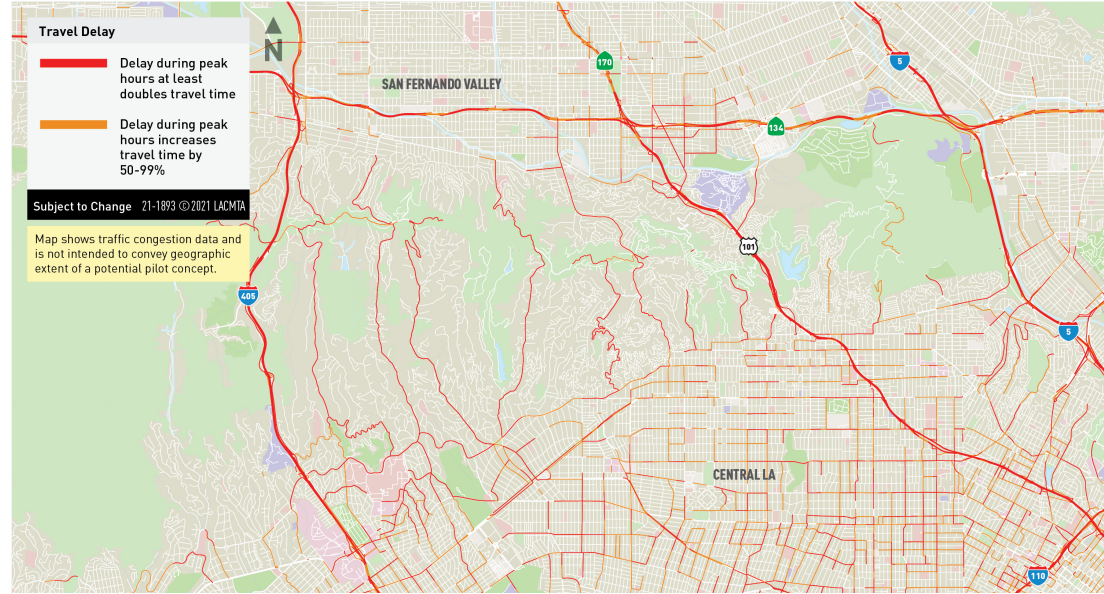 Travel Delay
Delay during peak
hours at least
doubles travel time
Delay during peak
hours increases
travel time by
50-99%
Subject to Change 21-1893 ©2021 LACMTA
Map shows traffic congestion data and
is not intended to convey geographic
extent of a potential pilot concept.
N
170
5
SAN FERNANDO VALLEY
134
101
405
5
CENTRAL LA
110